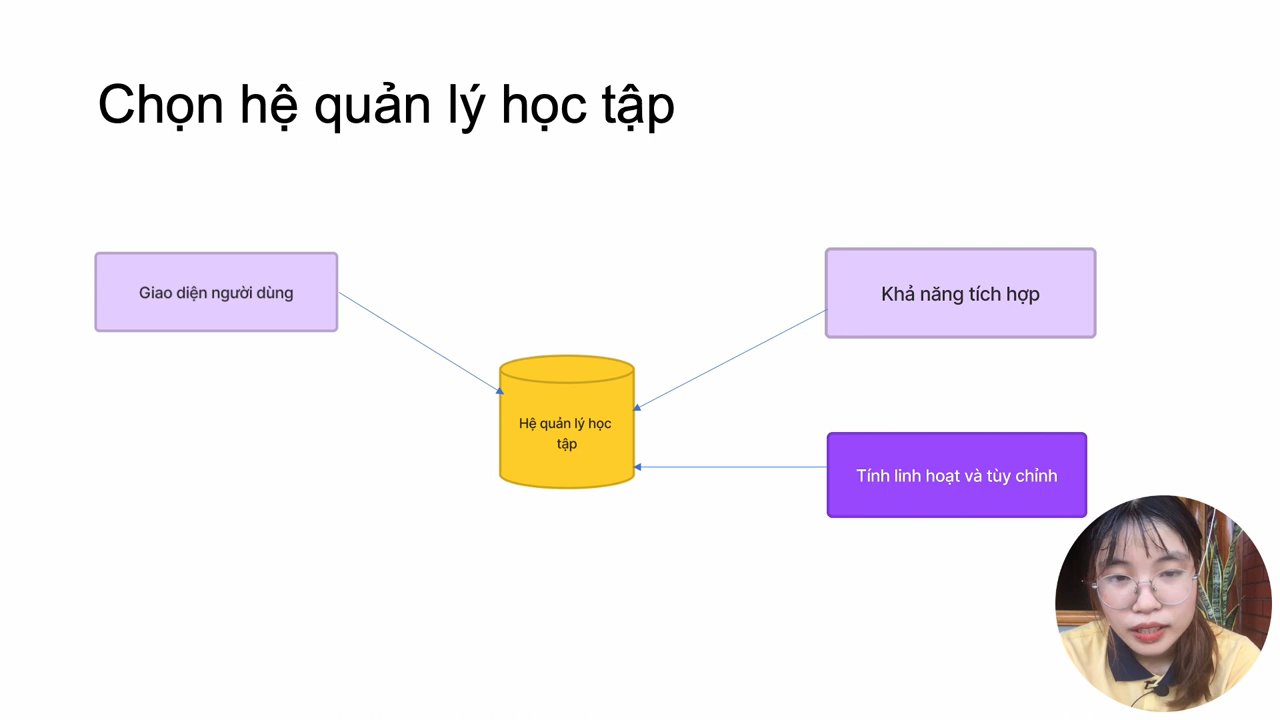 Chọn hệ quản lý học tập
Giao diện người dùng
Khả năng tích hợp
Hệ quản lý học
tập
Tính linh hoạt và tùy chỉnh